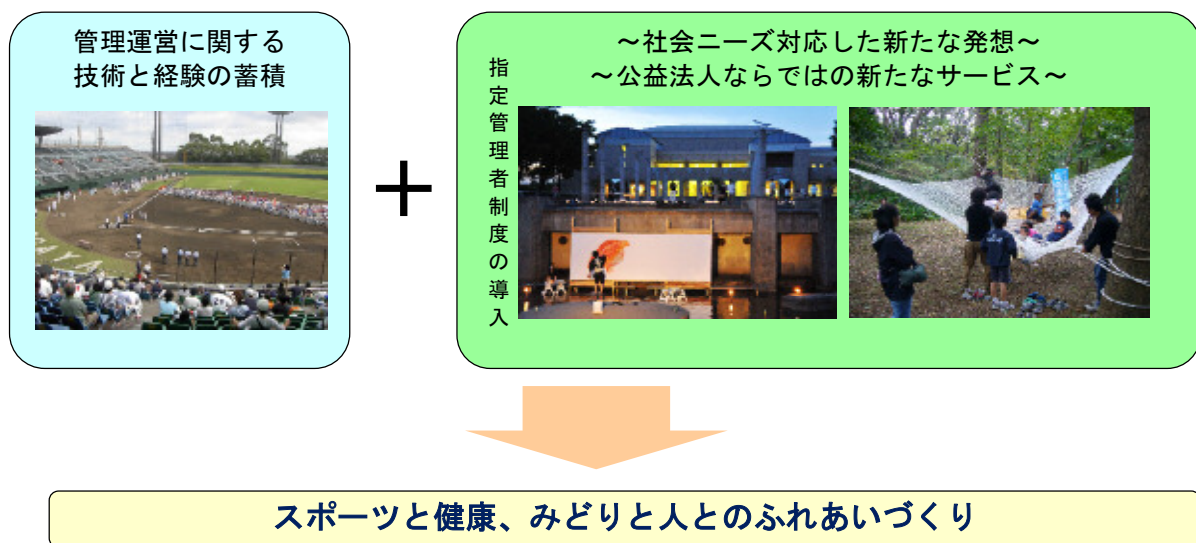 管理運営に関する
技術と経験の蓄積
+
~社会ニーズ対応した新たな発想~
~公益法人ならではの新たなサービス~
指定管理者制度の導入
スポーツと健康、みどりと人とのふれあいづくり